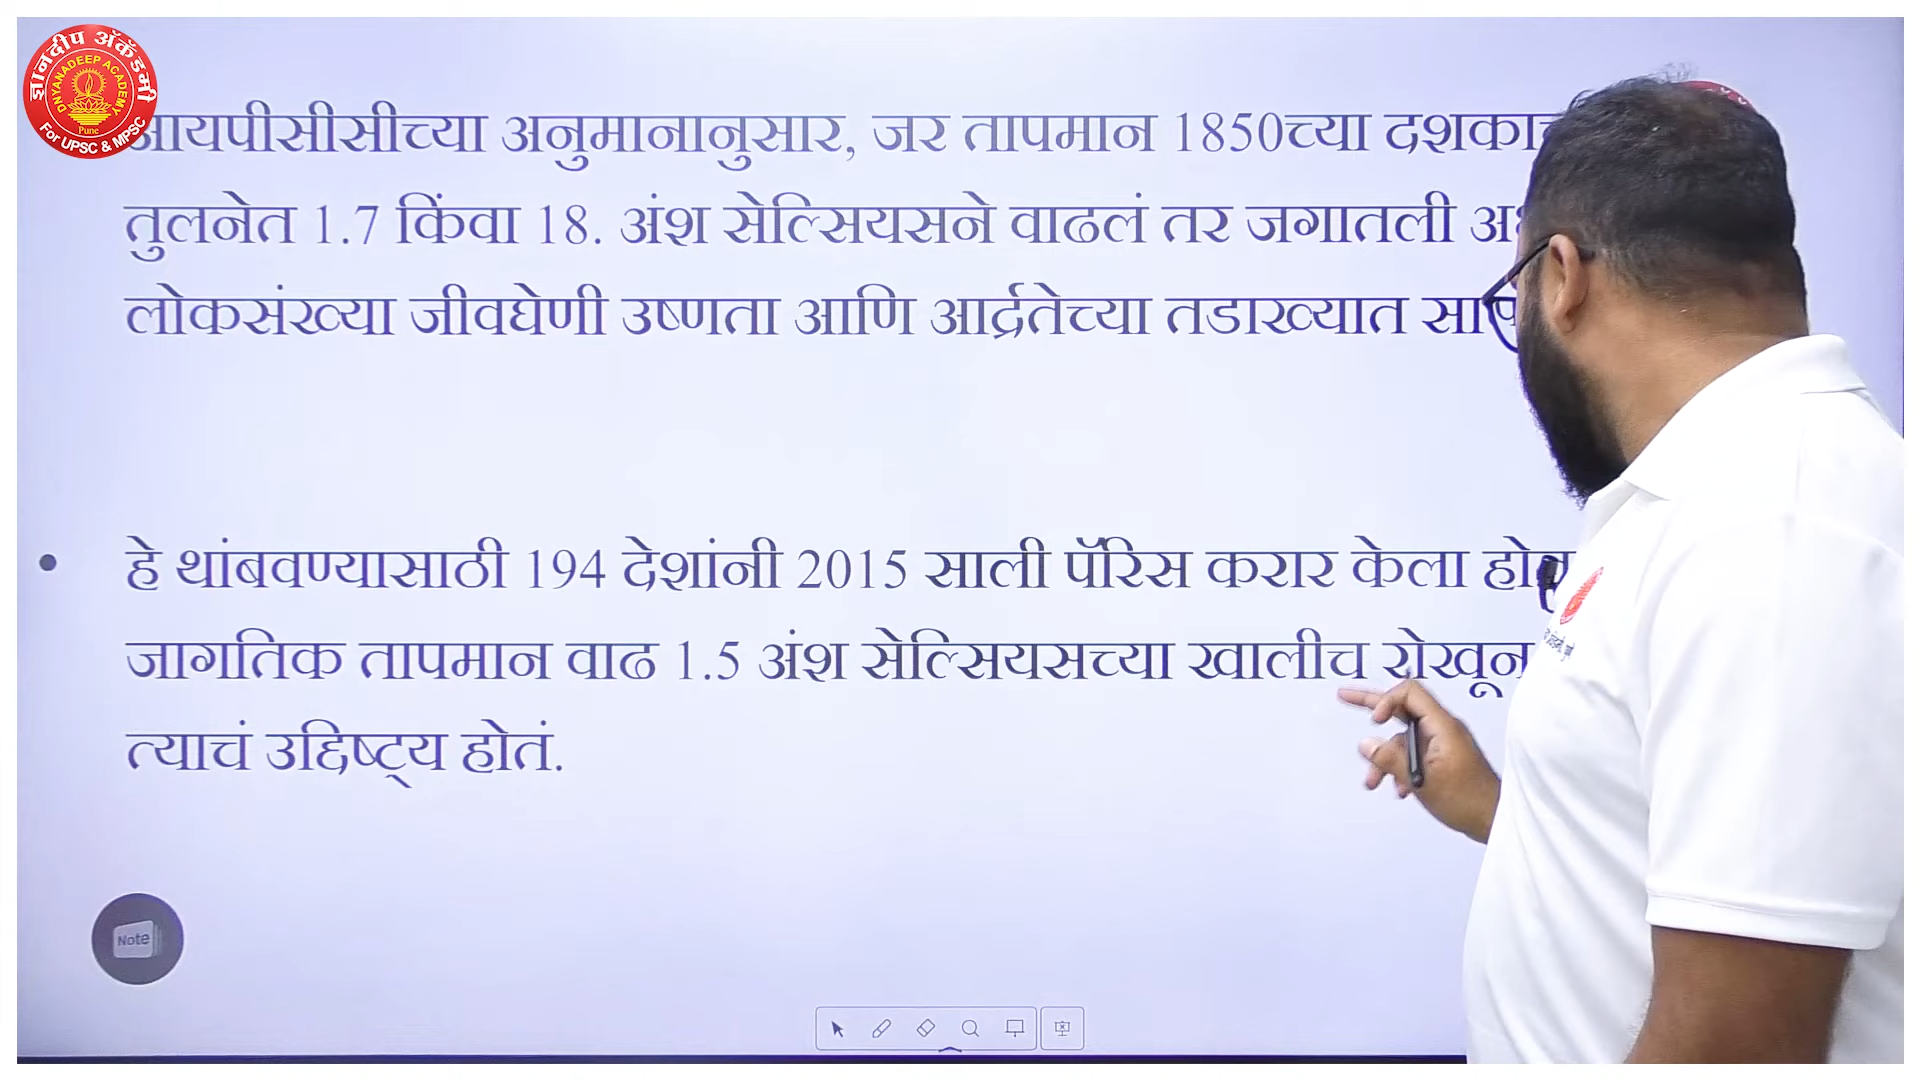 ज्ञानदीप अ‍ॅकॅडमी
DNYANADEEP ACADEMY
Pune
For UPSC & MPSC
आयपीसीसीच्या अनुमानानुसार, जर तापमान 1850च्या
तुलनेत 1.7 किंवा 18. अंश सेल्सियसने वाढलं तर जगातली
लोकसंख्या जीवघेणी उष्णता आणि आर्द्रतेच्या तडाख्यात
• हे थांबवण्यासाठी 194 देशांनी 2015 साली पॅरिस करार केला
जागतिक तापमान वाढ 1.5 अंश सेल्सियसच्या खालीच रोखून
त्याचं उद्दिष्ट्य होतं.
Note